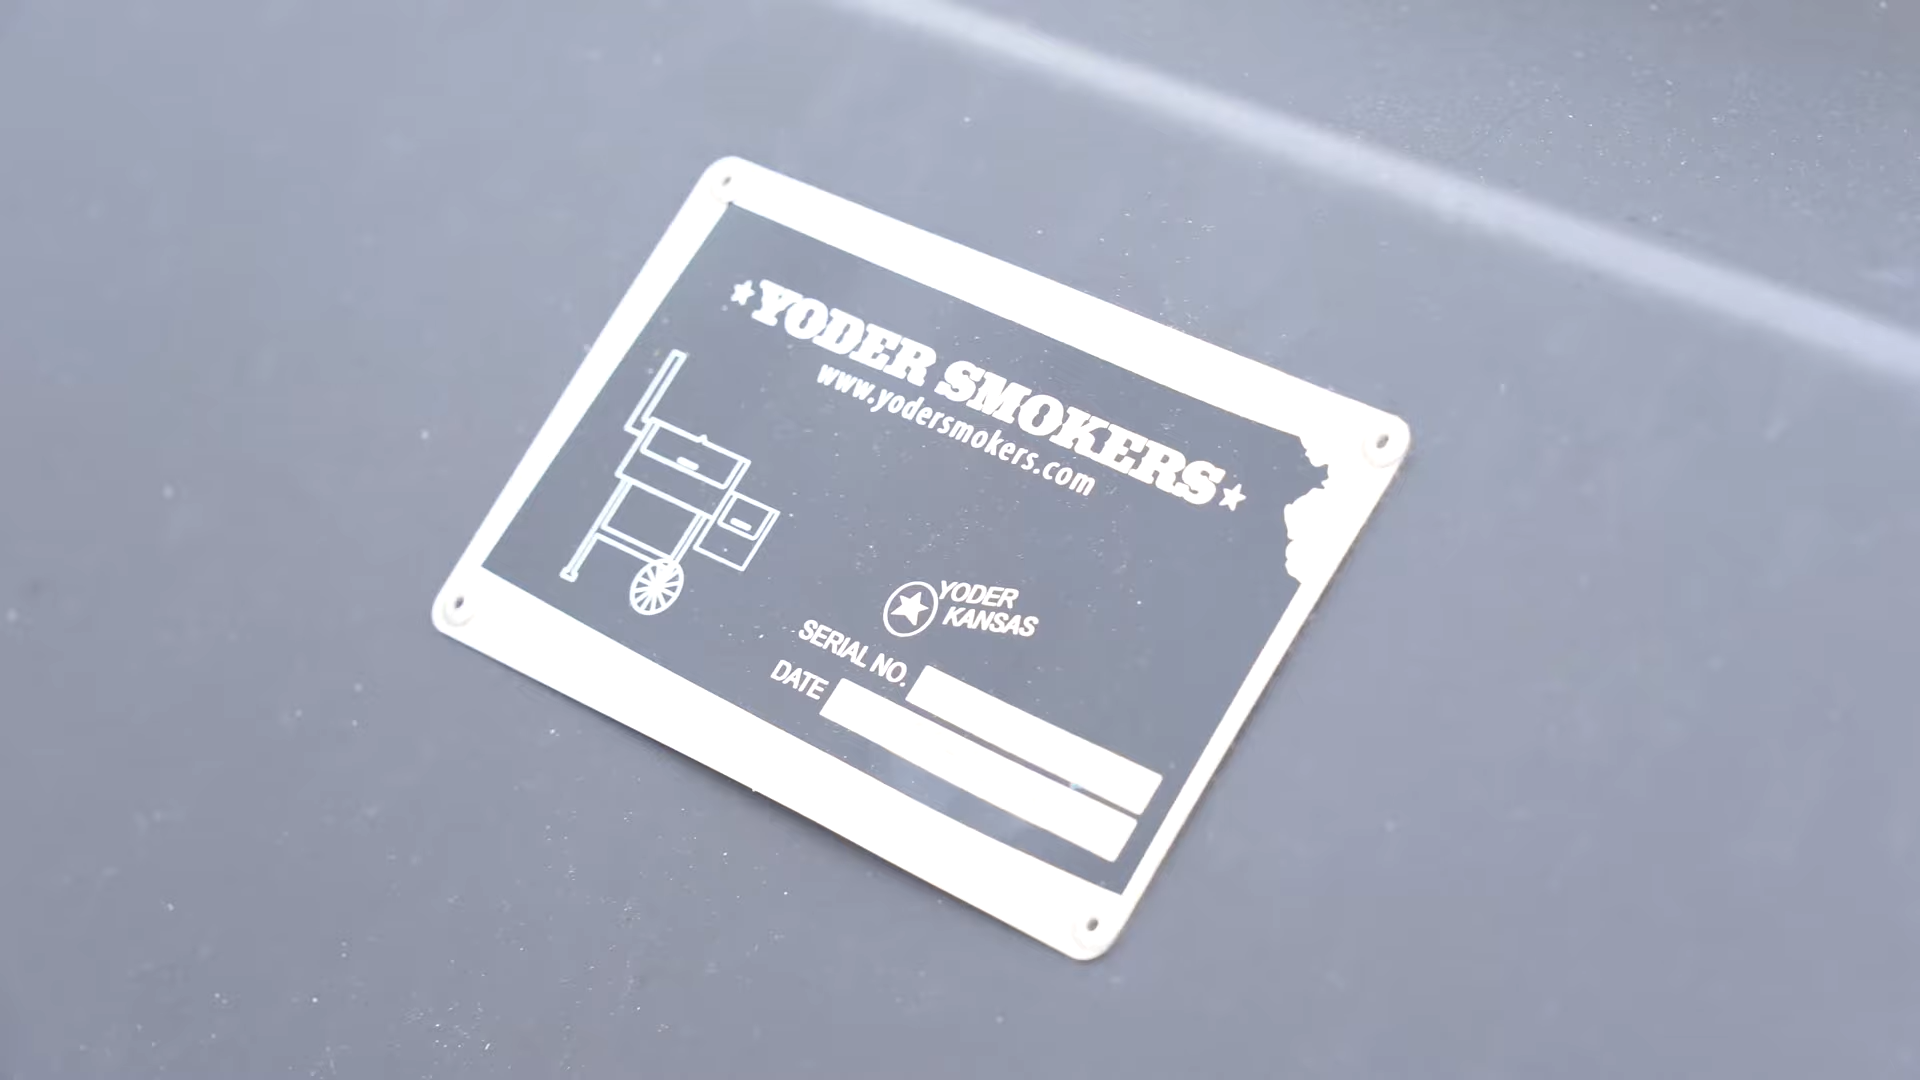 YODER SMOKERS
www.yodersmokers.com
YODER
KANSAS
SERIAL NO.
DATE